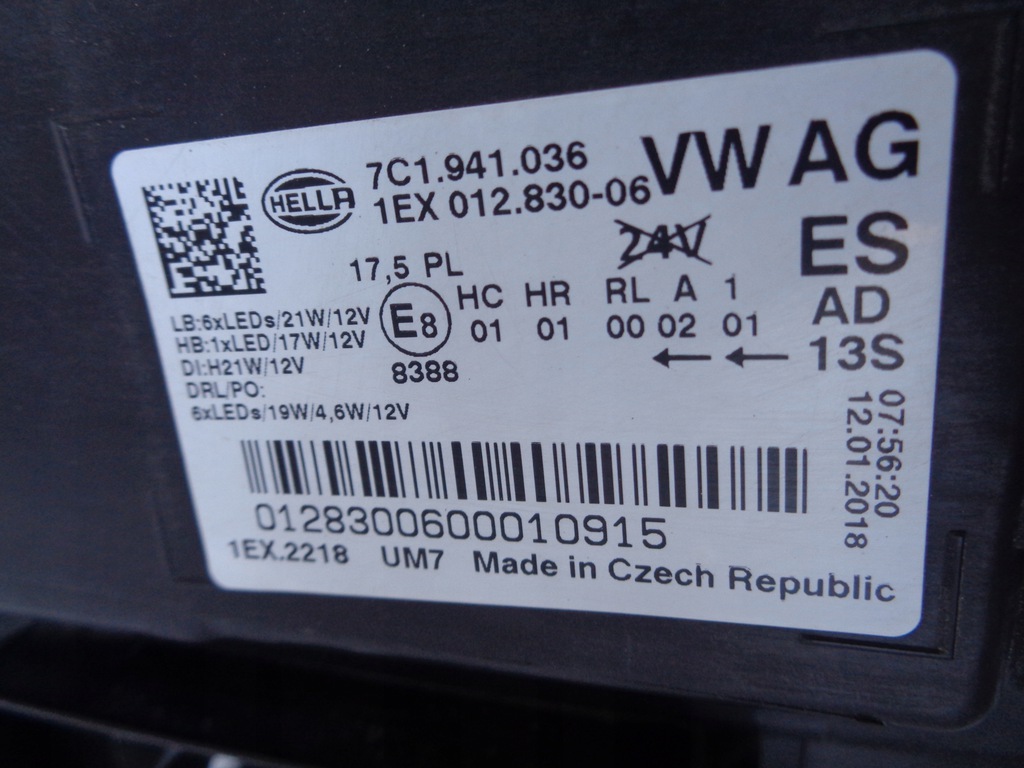 HELLA
7C1.941.036
1EX 012.830-06
VW AG
24V
ES
17,5 PL
HC HR RL A 1
AD
E8
01 01 00 02 01
13S
8388
LB:6xLEDs/21W/12V
HB:1xLED/17W/12V
DI:H21W/12V
DRL/PO:
6xLEDs/19W/4,6W/12V
07:56:20
12.01.2018
01283006000010915
1EX.2218 UM7 Made in Czech Republic